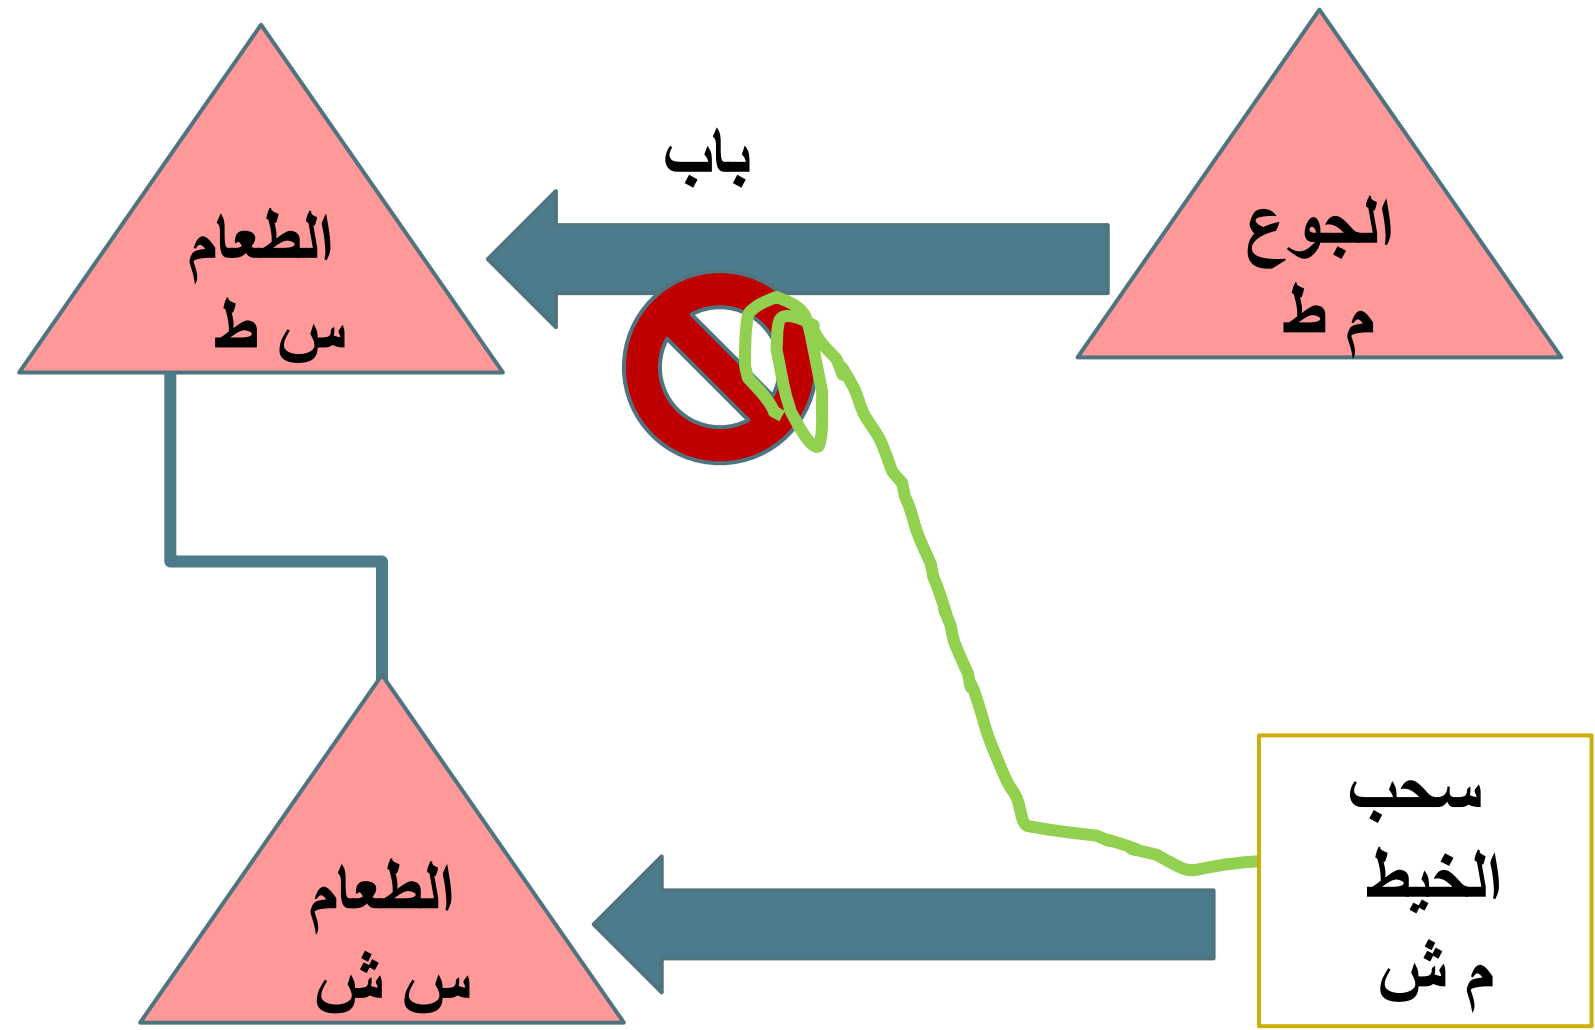 باب
الجوع
م ط
الطعام
س ط
سحب
الخيط
م ش
الطعام
س ش